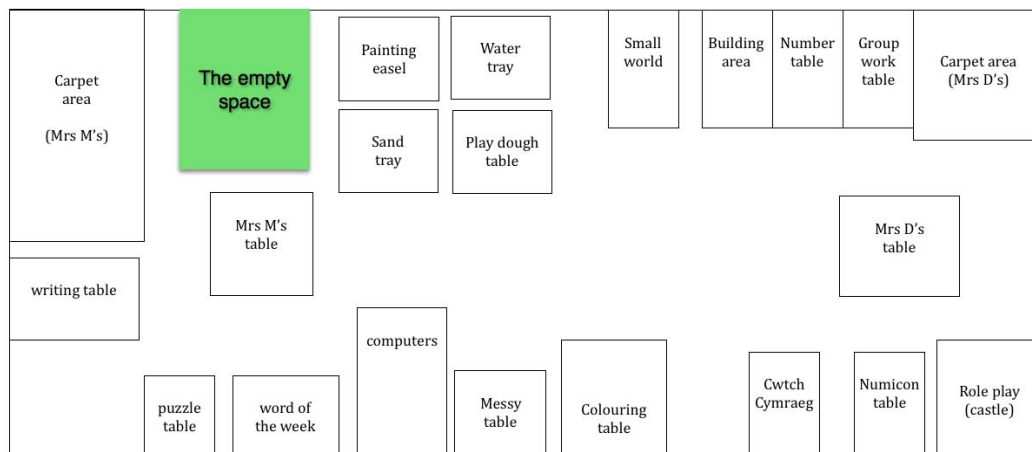 Carpet
area
(Mrs M's)
The empty
space
Painting
easel
Water
tray
Small
world
Building
area
Number
table
Group
work
table
Carpet area
(Mrs D's)
Sand
tray
Play dough
table
Mrs M's
table
Mrs D's
table
writing table
computers
puzzle
table
word of
the week
Messy
table
Colouring
table
Cwtch
Cymraeg
Numicon
table
Role play
(castle)